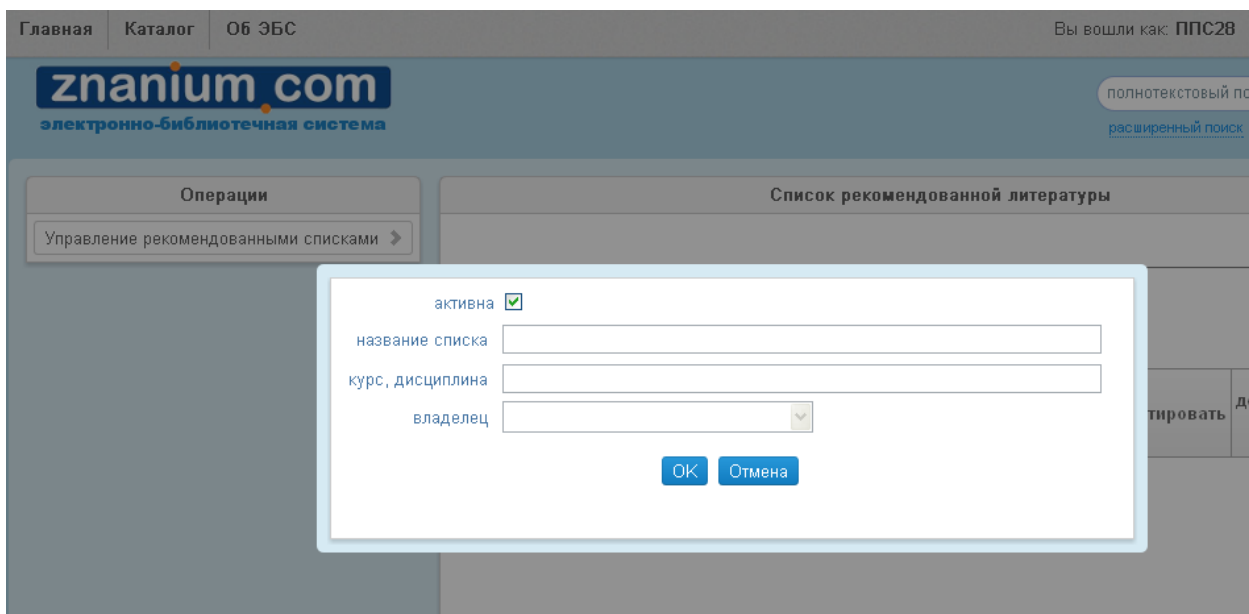 Главная Каталог Об ЭБС Вы вошли как: ППС28
znanium.com
электронно-библиотечная система
полнотекстовый
расширенный поиск
Операции
Список рекомендованной литературы
Управление рекомендованными списками
активна
название списка
курс, дисциплина
владелец
OK Отмена